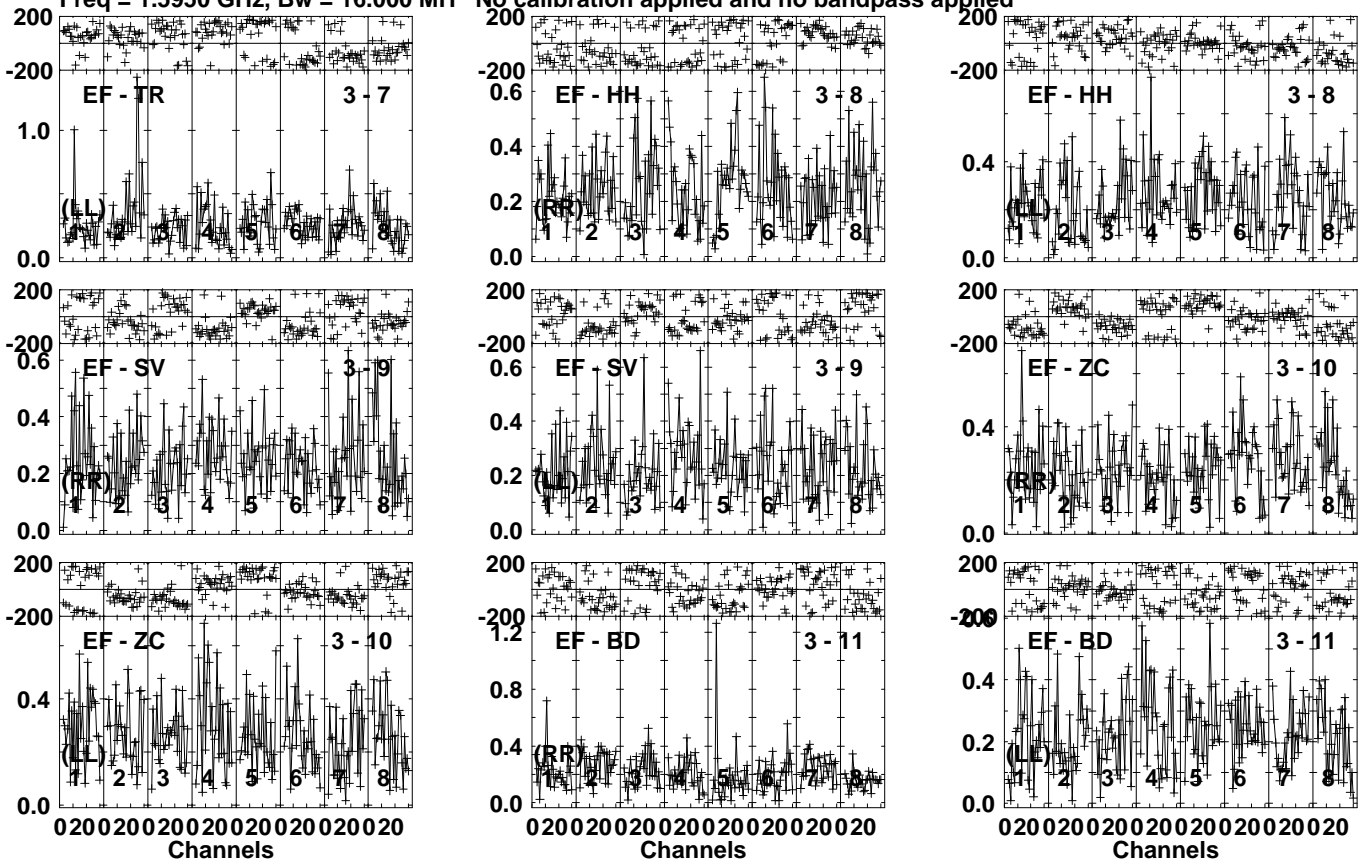 Freq = 1.5950 GHz, Bw = 16.000 MH No calibration applied and no bandpass applied
200 200 200
-200 -200 -200
EF - TR 3 - 7 EF - HH 3 - 8 EF - HH 3 - 8
1.0 0.6 0.4
0.4
(LL) 0.2 (RR) (LL)
1 2 3 4 5 6 7 8 1 2 3 4 5 6 7 8 1 2 3 4 5 6 7 8
0.0 0.0 0.0
200 200 200
-200 -200 -200
EF - SV 3 - 9 EF - SV 3 - 9 EF - ZC 3 - 10
0.6 0.6
0.4 0.4 0.4
0.2 (RR) 0.2 (LL) (RR)
1 2 3 4 5 6 7 8 1 2 3 4 5 6 7 8 1 2 3 4 5 6 7 8
0.0 0.0 0.0
200 200 200
-200 -200 -200
EF - ZC 3 - 10 EF - BD 3 - 11 EF - BD 3 - 11
1.2 0.6
0.4 0.8 0.4
(LL) 0.4 (RR) 0.2 (LL)
1 2 3 4 5 6 7 8 1 2 3 4 5 6 7 8 1 2 3 4 5 6 7 8
0.0 0.0 0.0
0 20 0 20 0 20 0 20 0 20 0 20 0 20 0 20 0 20 0 20 0 20 0 20 0 20 0 20 0 20 0 20 0 20 0 20 0 20 0 20 0 20 0 20 0 20 0 20
Channels Channels Channels